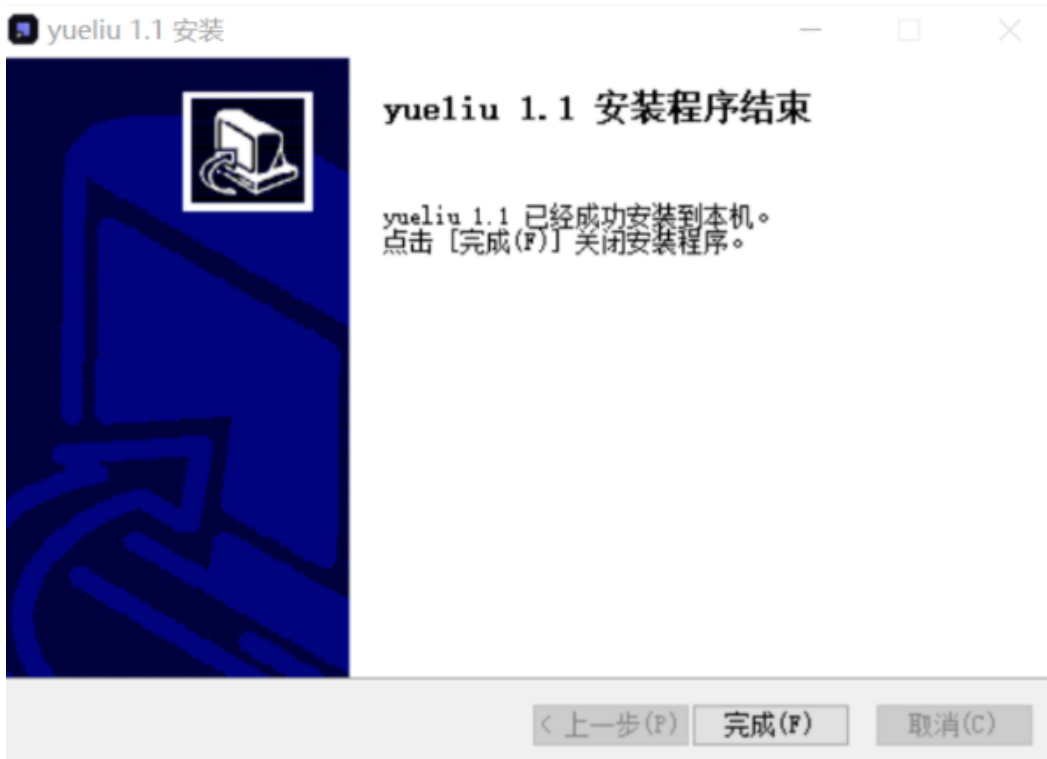 yueliu 1.1 安装
yueliu 1.1 安装程序结束
yueliu 1.1 已经成功安装到本机。
点击 [完成(F)] 关闭安装程序。
< 上一步(P)
完成(F)
取消(C)